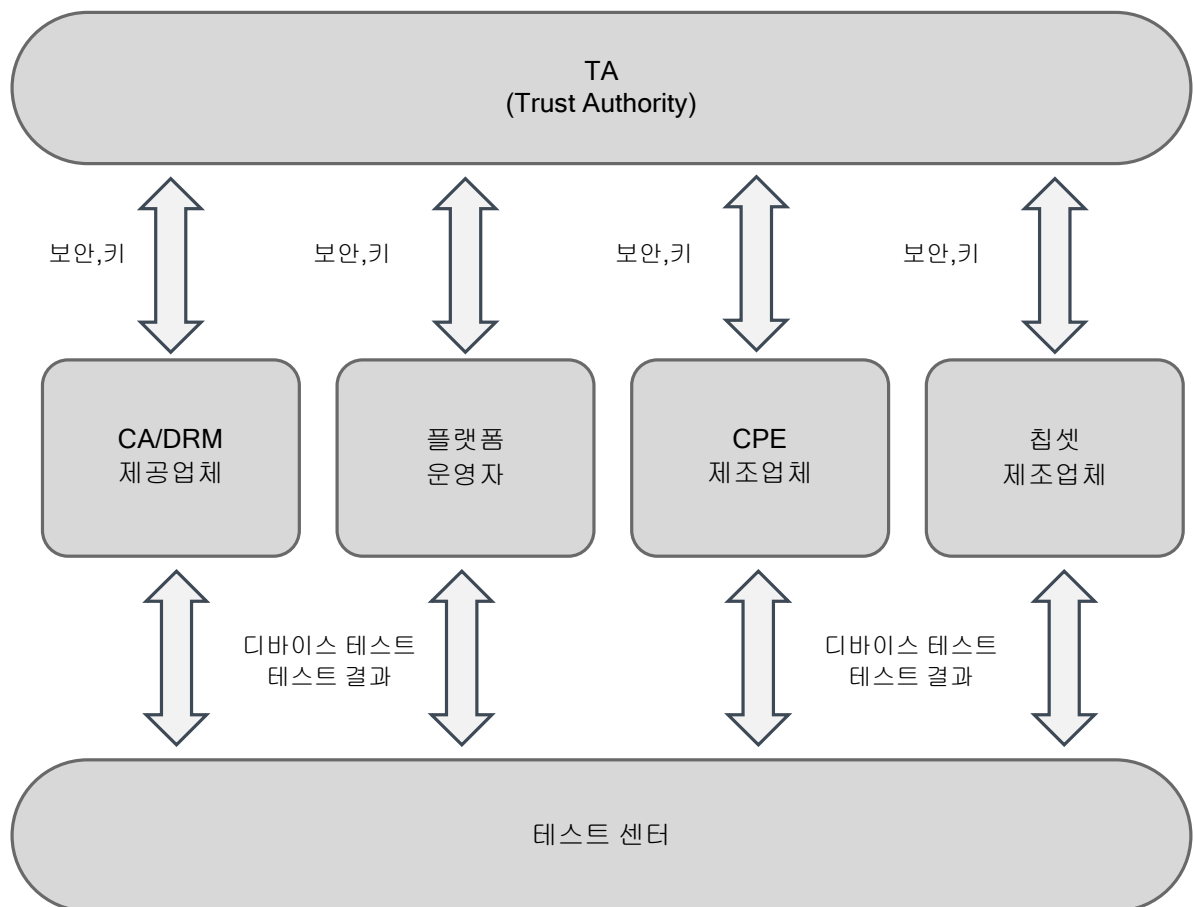 TA
(Trust Authority)
보안,키
보안,키
보안,키
보안,키
CA/DRM
제공업체
플랫폼
운영자
CPE
제조업체
칩셋
제조업체
디바이스 테스트
테스트 결과
디바이스 테스트
테스트 결과
테스트 센터